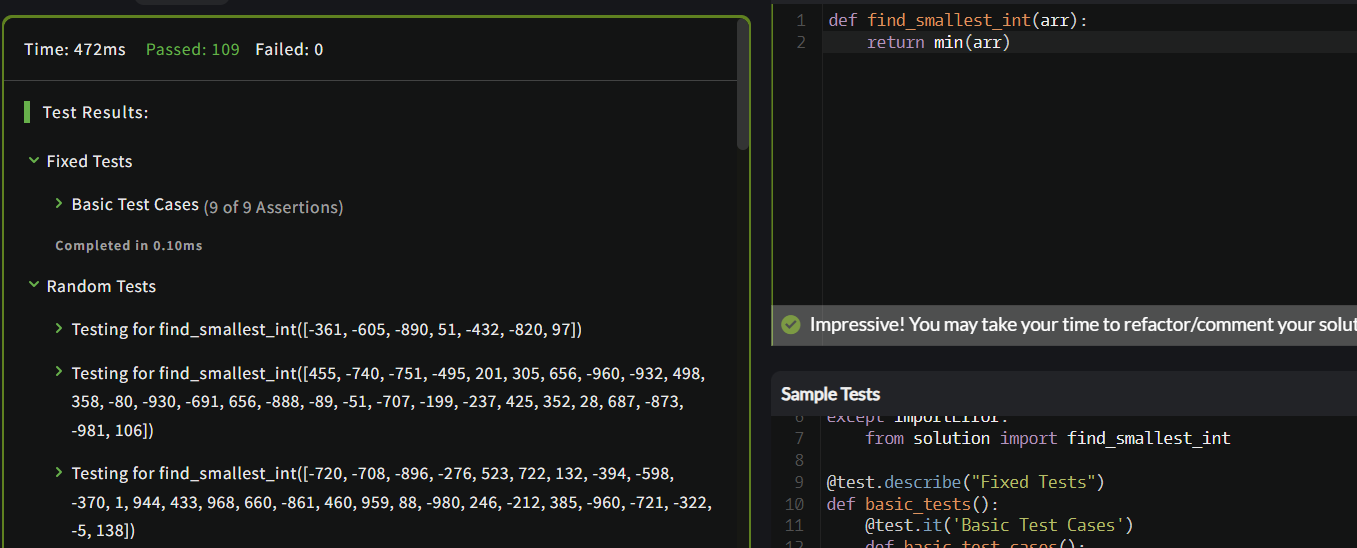 Time: 472ms Passed: 109 Failed: 0
Test Results:
Fixed Tests
Basic Test Cases (9 of 9 Assertions)
Completed in 0.10ms
Random Tests
Testing for find_smallest_int([-361, -605, -890, 51, -432, -820, 97])
Testing for find_smallest_int([455, -740, -751, -495, 201, 305, 656, -960, -932, 498,
358, -80, -930, -691, 656, -888, -89, -51, -707, -199, -237, 425, 352, 28, 687, -873,
-981, 106])
Testing for find_smallest_int([-720, -708, -896, -276, 523, 722, 132, -394, -598,
-370, 1, 944, 433, 968, 660, -861, 460, 959, 88, -980, 246, -212, 385, -960, -721, -322,
-5, 138])
1 def find_smallest_int(arr):
2 return min(arr)
Impressive! You may take your time to refactor/comment your solut
Sample Tests
6 except ImportError:
7 from solution import find_smallest_int
8
9 @test.describe("Fixed Tests")
10 def basic_tests():
11 @test.it('Basic Test Cases')
12 def basic_test_cases():